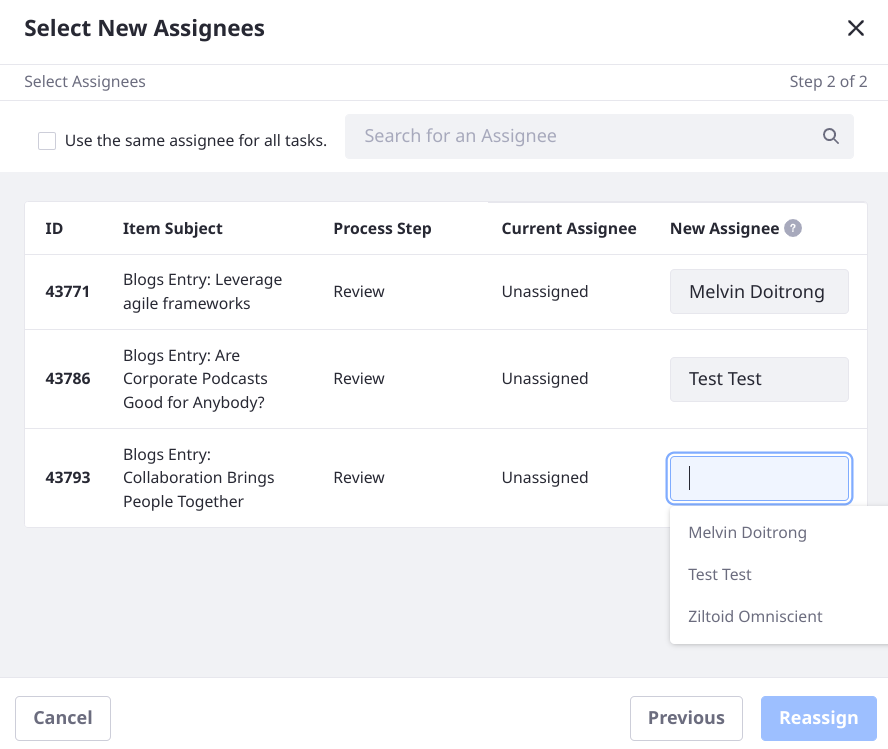 Select New Assignees
Select Assignees
Step 2 of 2
Use the same assignee for all tasks.
Search for an Assignee
ID
Item Subject
Process Step
Current Assignee
New Assignee ?
43771
Blogs Entry: Leverage
agile frameworks
Review
Unassigned
Melvin Doitrong
43786
Blogs Entry: Are
Corporate Podcasts
Good for Anybody?
Review
Unassigned
Test Test
43793
Blogs Entry:
Collaboration Brings
People Together
Review
Unassigned
Melvin Doitrong
Test Test
Ziltoid Omniscient
Cancel
Previous
Reassign